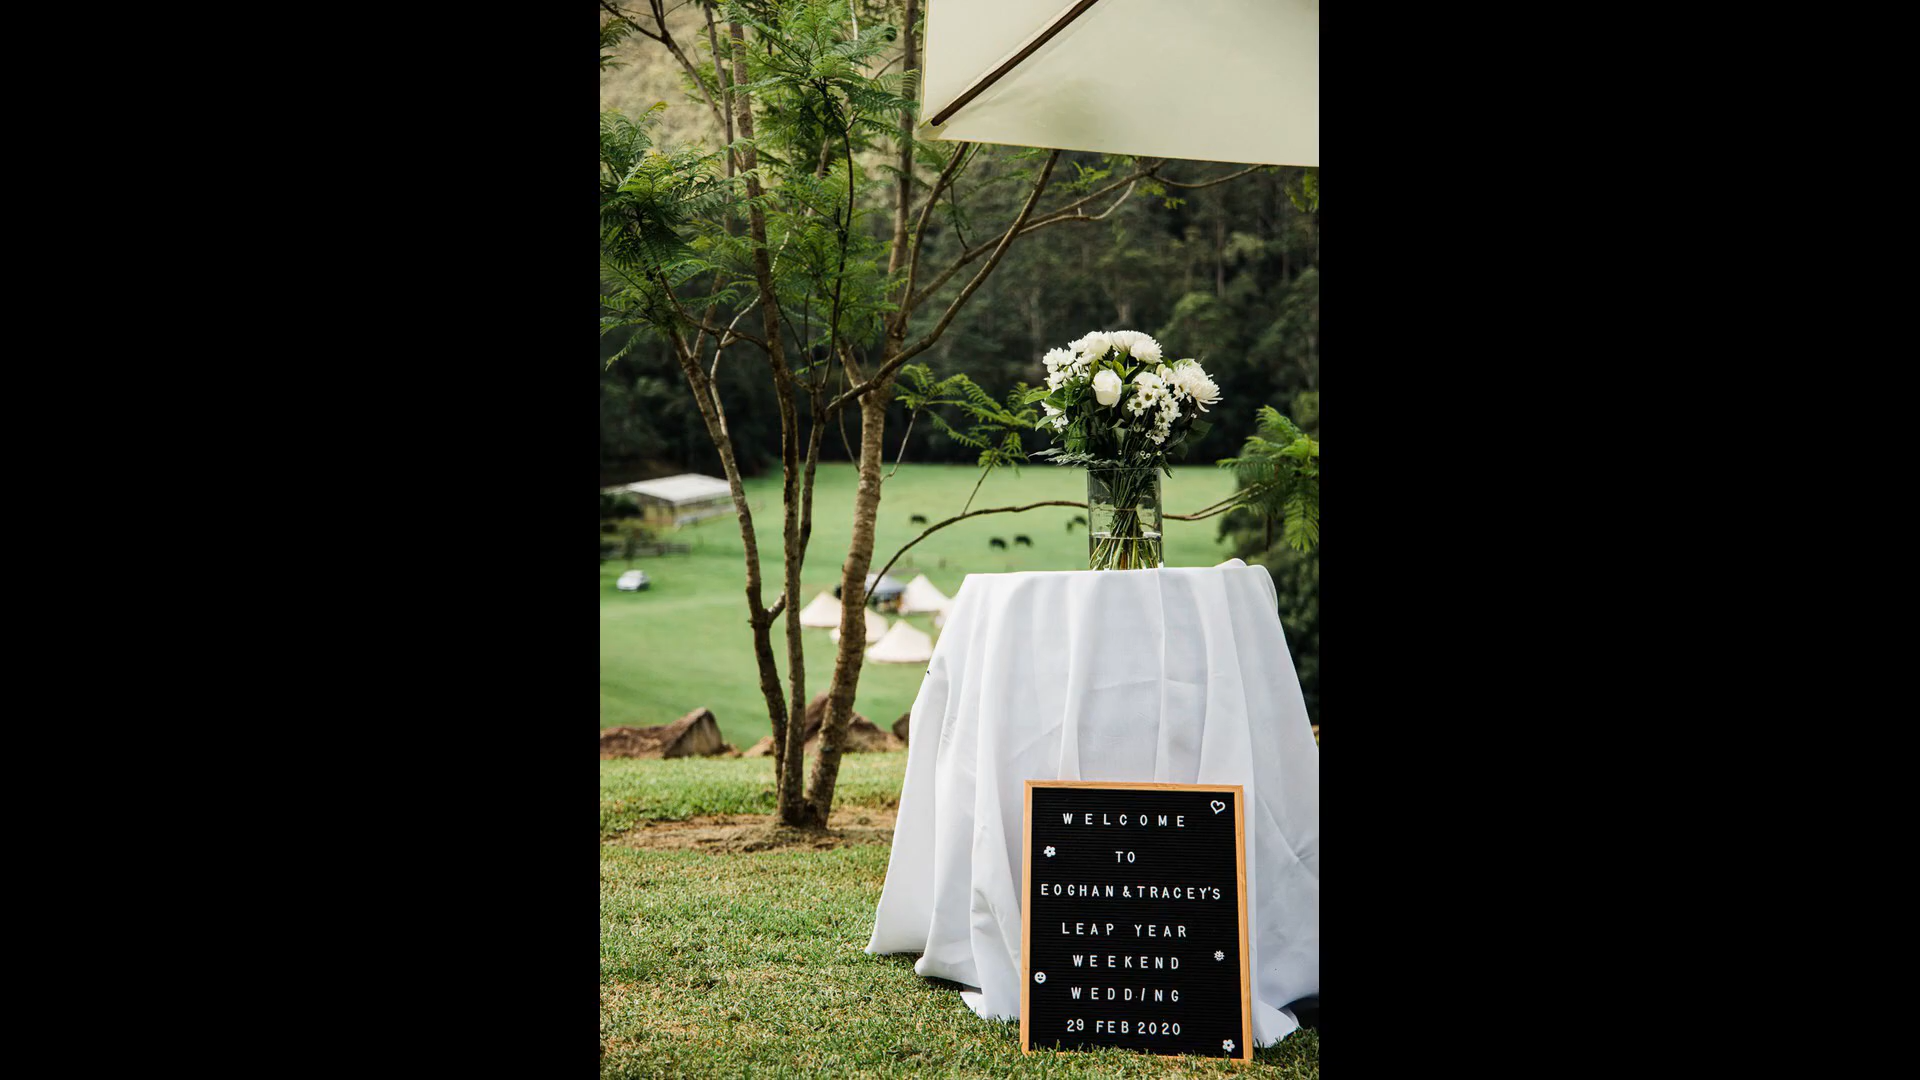 WELCOME
TO
EOGHAN & TRACEY'S
LEAP YEAR
WEEKEND
WEDDING
29 FEB 2020